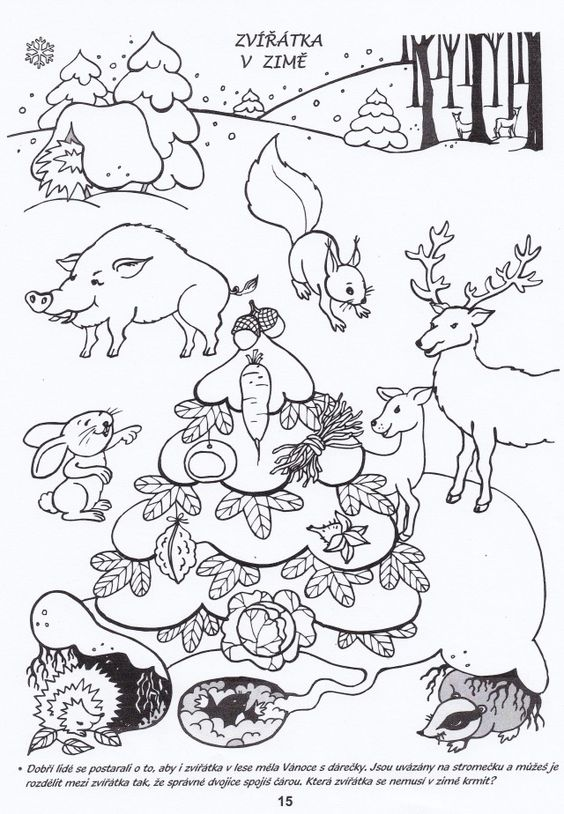 ZVÍŘÁTKA
V ZIMĚ
• Dobří lidé se postarali o to, aby i zvířátka v lese měla Vánoce s dárečky. Jsou uvázány na stromečku a můžeš je
rozdělit mezi zvířátka tak, že správné dvojice spojíš čárou. Která zvířátka se nemusí v zimě krmit?
15